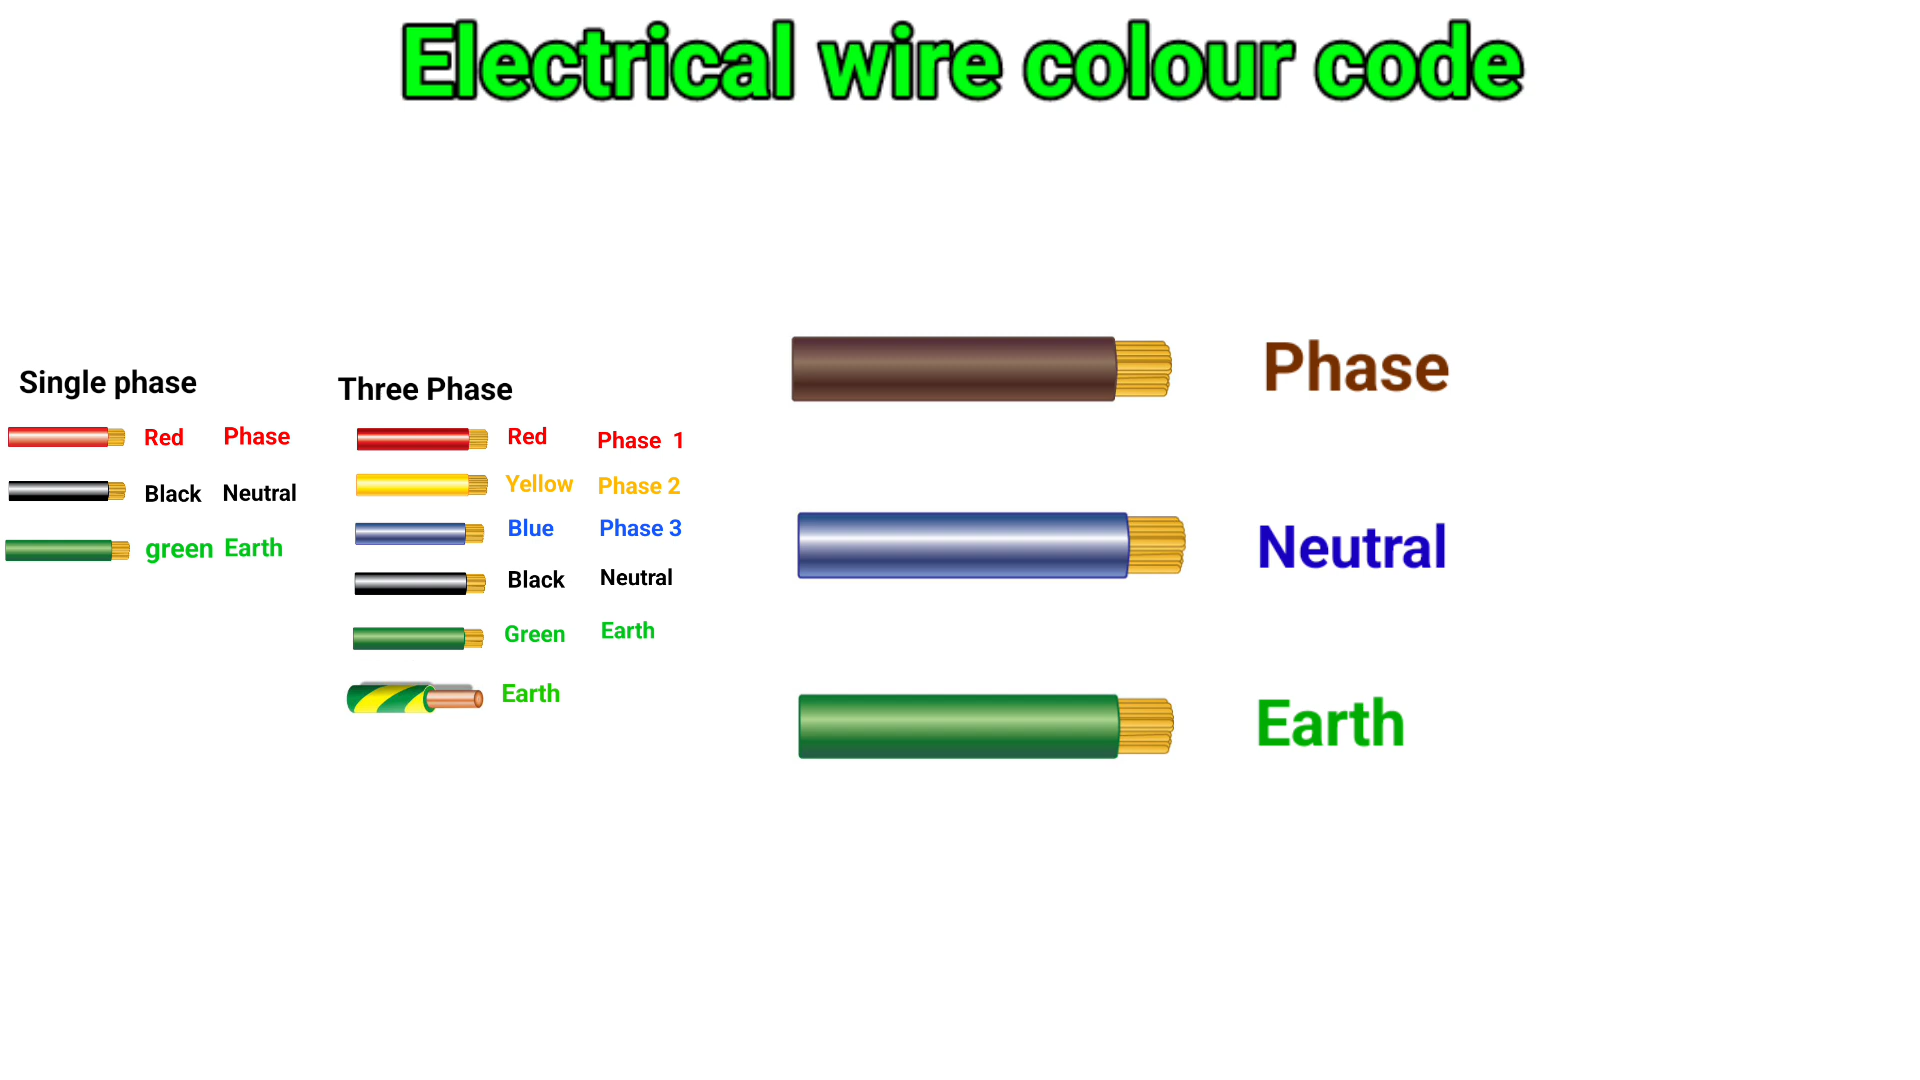 Electrical wire colour code
Single phase
Red Phase
Black Neutral
green Earth
Three Phase
Red Phase 1
Yellow Phase 2
Blue Phase 3
Black Neutral
Green Earth
Earth
Phase
Neutral
Earth